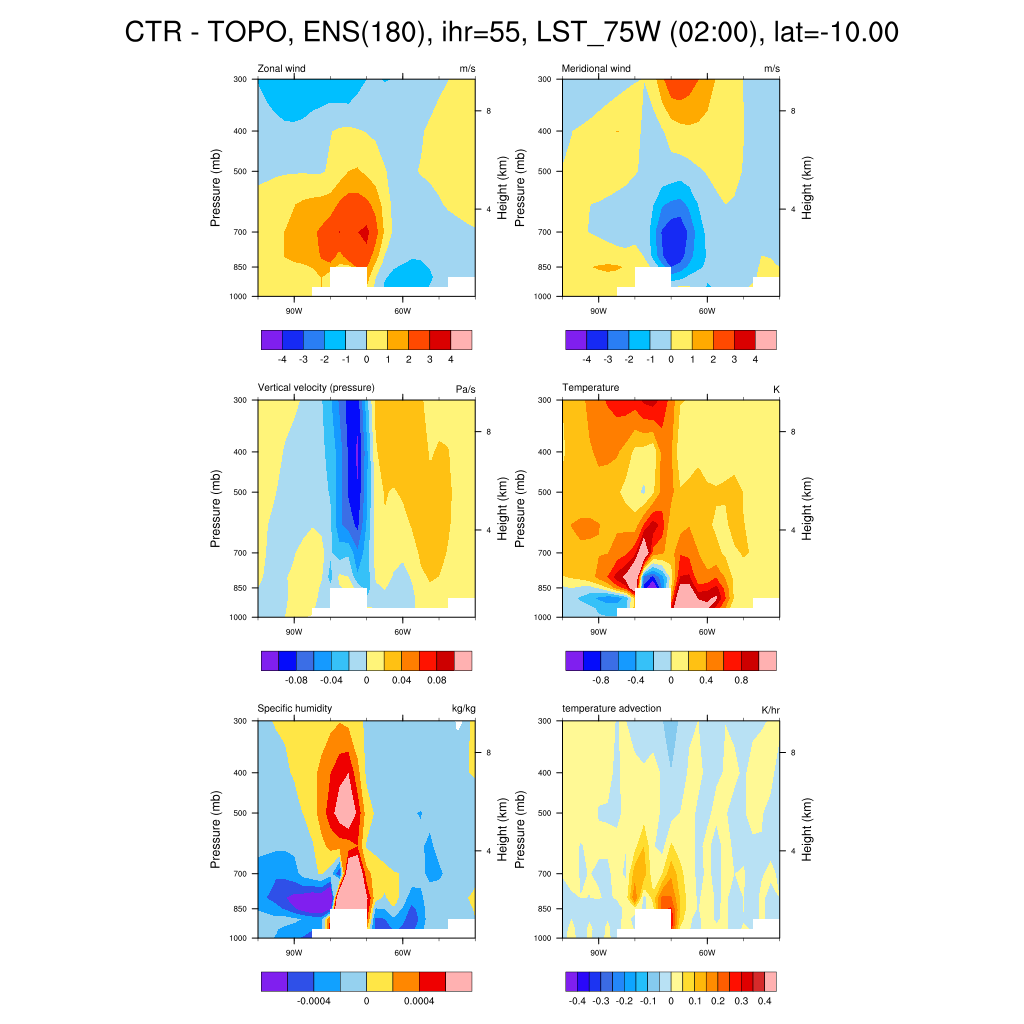 CTR - TOPO, ENS(180), ihr=55, LST_75W (02:00), lat=-10.00
Zonal wind m/s
Pressure (mb)
Height (km)
300
400
500
700
850
1000
8
4
90W 60W
-4 -3 -2 -1 0 1 2 3 4
Meridional wind m/s
Pressure (mb)
Height (km)
300
400
500
700
850
1000
8
4
90W 60W
-4 -3 -2 -1 0 1 2 3 4
Vertical velocity (pressure) Pa/s
Pressure (mb)
Height (km)
300
400
500
700
850
1000
8
4
90W 60W
-0.08 -0.04 0 0.04 0.08
Temperature K
Pressure (mb)
Height (km)
300
400
500
700
850
1000
8
4
90W 60W
-0.8 -0.4 0 0.4 0.8
Specific humidity kg/kg
Pressure (mb)
Height (km)
300
400
500
700
850
1000
8
4
90W 60W
-0.0004 0 0.0004
temperature advection K/hr
Pressure (mb)
Height (km)
300
400
500
700
850
1000
8
4
90W 60W
-0.4 -0.3 -0.2 -0.1 0 0.1 0.2 0.3 0.4